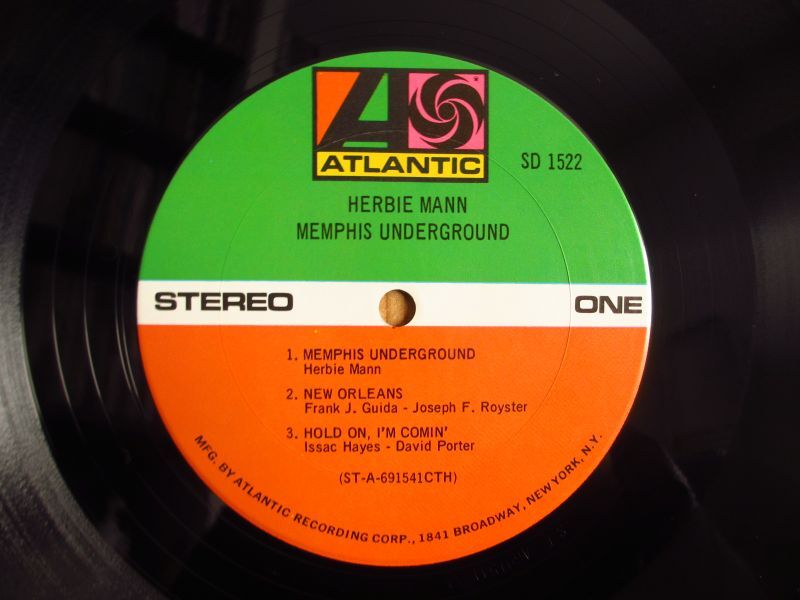 ATLANTIC
SD 1522
HERBIE MANN
MEMPHIS UNDERGROUND
STEREO
ONE
1. MEMPHIS UNDERGROUND
Herbie Mann
2. NEW ORLEANS
Frank J. Guida - Joseph F. Royster
3. HOLD ON, I'M COMIN'
Issac Hayes - David Porter
(ST-A-691541CTH)
MFG. BY ATLANTIC RECORDING CORP., 1841 BROADWAY, NEW YORK, N.Y.